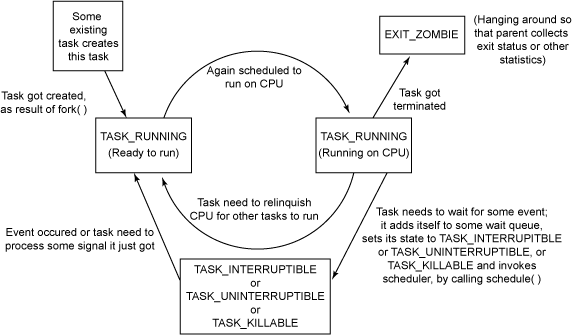 Some
existing
task creates
this task
EXIT_ZOMBIE
(Hanging around so
that parent collects
exit status or other
statistics)
Again scheduled to
run on CPU
Task got created,
as result of fork( )
Task got
terminated
TASK_RUNNING
(Ready to run)
TASK_RUNNING
(Running on CPU)
Task need to relinquish
CPU for other tasks to run
Task needs to wait for some event;
it adds itself to some wait queue,
sets its state to TASK_INTERRUPITBLE
or TASK_UNINTERRUPTIBLE, or
TASK_KILLABLE and invokes
scheduler, by calling schedule( )
Event occured or task need to
process some signal it just got
TASK_INTERRUPTIBLE
or
TASK_UNINTERRUPTIBLE
or
TASK_KILLABLE